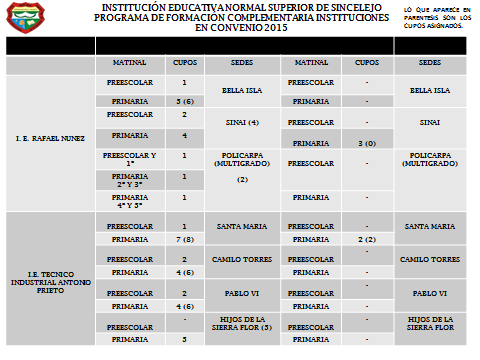 INSTITUCIÓN EDUCATIVA NORMAL SUPERIOR DE SINCELEJO
PROGRAMA DE FORMACIÓN COMPLEMENTARIA INSTITUCIONES
EN CONVENIO 2015
LO QUE APARECE EN
PARENTESIS SON LOS
CUPOS ASIGNADOS.
MATINAL CUPOS SEDES MATINAL CUPOS SEDES
I. E. RAFAEL NUNEZ
PREESCOLAR 1 BELLA ISLA PREESCOLAR - BELLA ISLA
PRIMARIA 5 (6) PRIMARIA -
PREESCOLAR 2 SINAI (4) PREESCOLAR - SINAI
PRIMARIA 4 PRIMARIA 3 (0)
PREESCOLAR Y 1° 1 POLICARPA (MULTIGRADO) (2) PREESCOLAR - POLICARPA (MULTIGRADO)
PRIMARIA 2° Y 3° 1
PRIMARIA 4° Y 5° 1 PRIMARIA -
I.E. TECNICO
INDUSTRIAL ANTONIO
PRIETO
PREESCOLAR 1 SANTA MARIA PREESCOLAR - SANTA MARIA
PRIMARIA 7 (8) PRIMARIA 2 (2)
PREESCOLAR 2 CAMILO TORRES PREESCOLAR - CAMILO TORRES
PRIMARIA 4 (6) PRIMARIA -
PREESCOLAR 2 PABLO VI PREESCOLAR - PABLO VI
PRIMARIA 4 (6) PRIMARIA -
PREESCOLAR - HIJOS DE LA SIERRA FLOR (5) PREESCOLAR - HIJOS DE LA SIERRA FLOR
PRIMARIA 5 PRIMARIA -